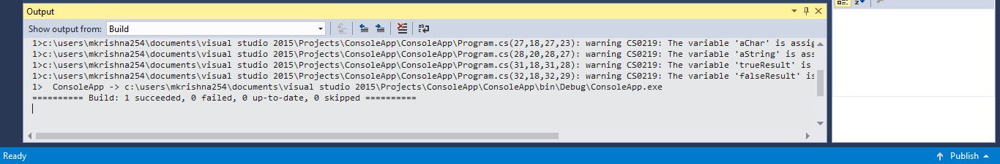 Output
Show output from: Build
1>c:\users\mkrishna254\documents\visual studio 2015\Projects\ConsoleApp\ConsoleApp\Program.cs(27,18,27,23): warning CS0219: The variable 'aChar' is assig
1>c:\users\mkrishna254\documents\visual studio 2015\Projects\ConsoleApp\ConsoleApp\Program.cs(28,20,28,27): warning CS0219: The variable 'aString' is ass
1>c:\users\mkrishna254\documents\visual studio 2015\Projects\ConsoleApp\ConsoleApp\Program.cs(31,18,31,28): warning CS0219: The variable 'trueResult' is
1>c:\users\mkrishna254\documents\visual studio 2015\Projects\ConsoleApp\ConsoleApp\Program.cs(32,18,32,29): warning CS0219: The variable 'falseResult' is
1>  ConsoleApp -> c:\users\mkrishna254\documents\visual studio 2015\Projects\ConsoleApp\ConsoleApp\bin\Debug\ConsoleApp.exe
========== Build: 1 succeeded, 0 failed, 0 up-to-date, 0 skipped ==========
Ready
Publish